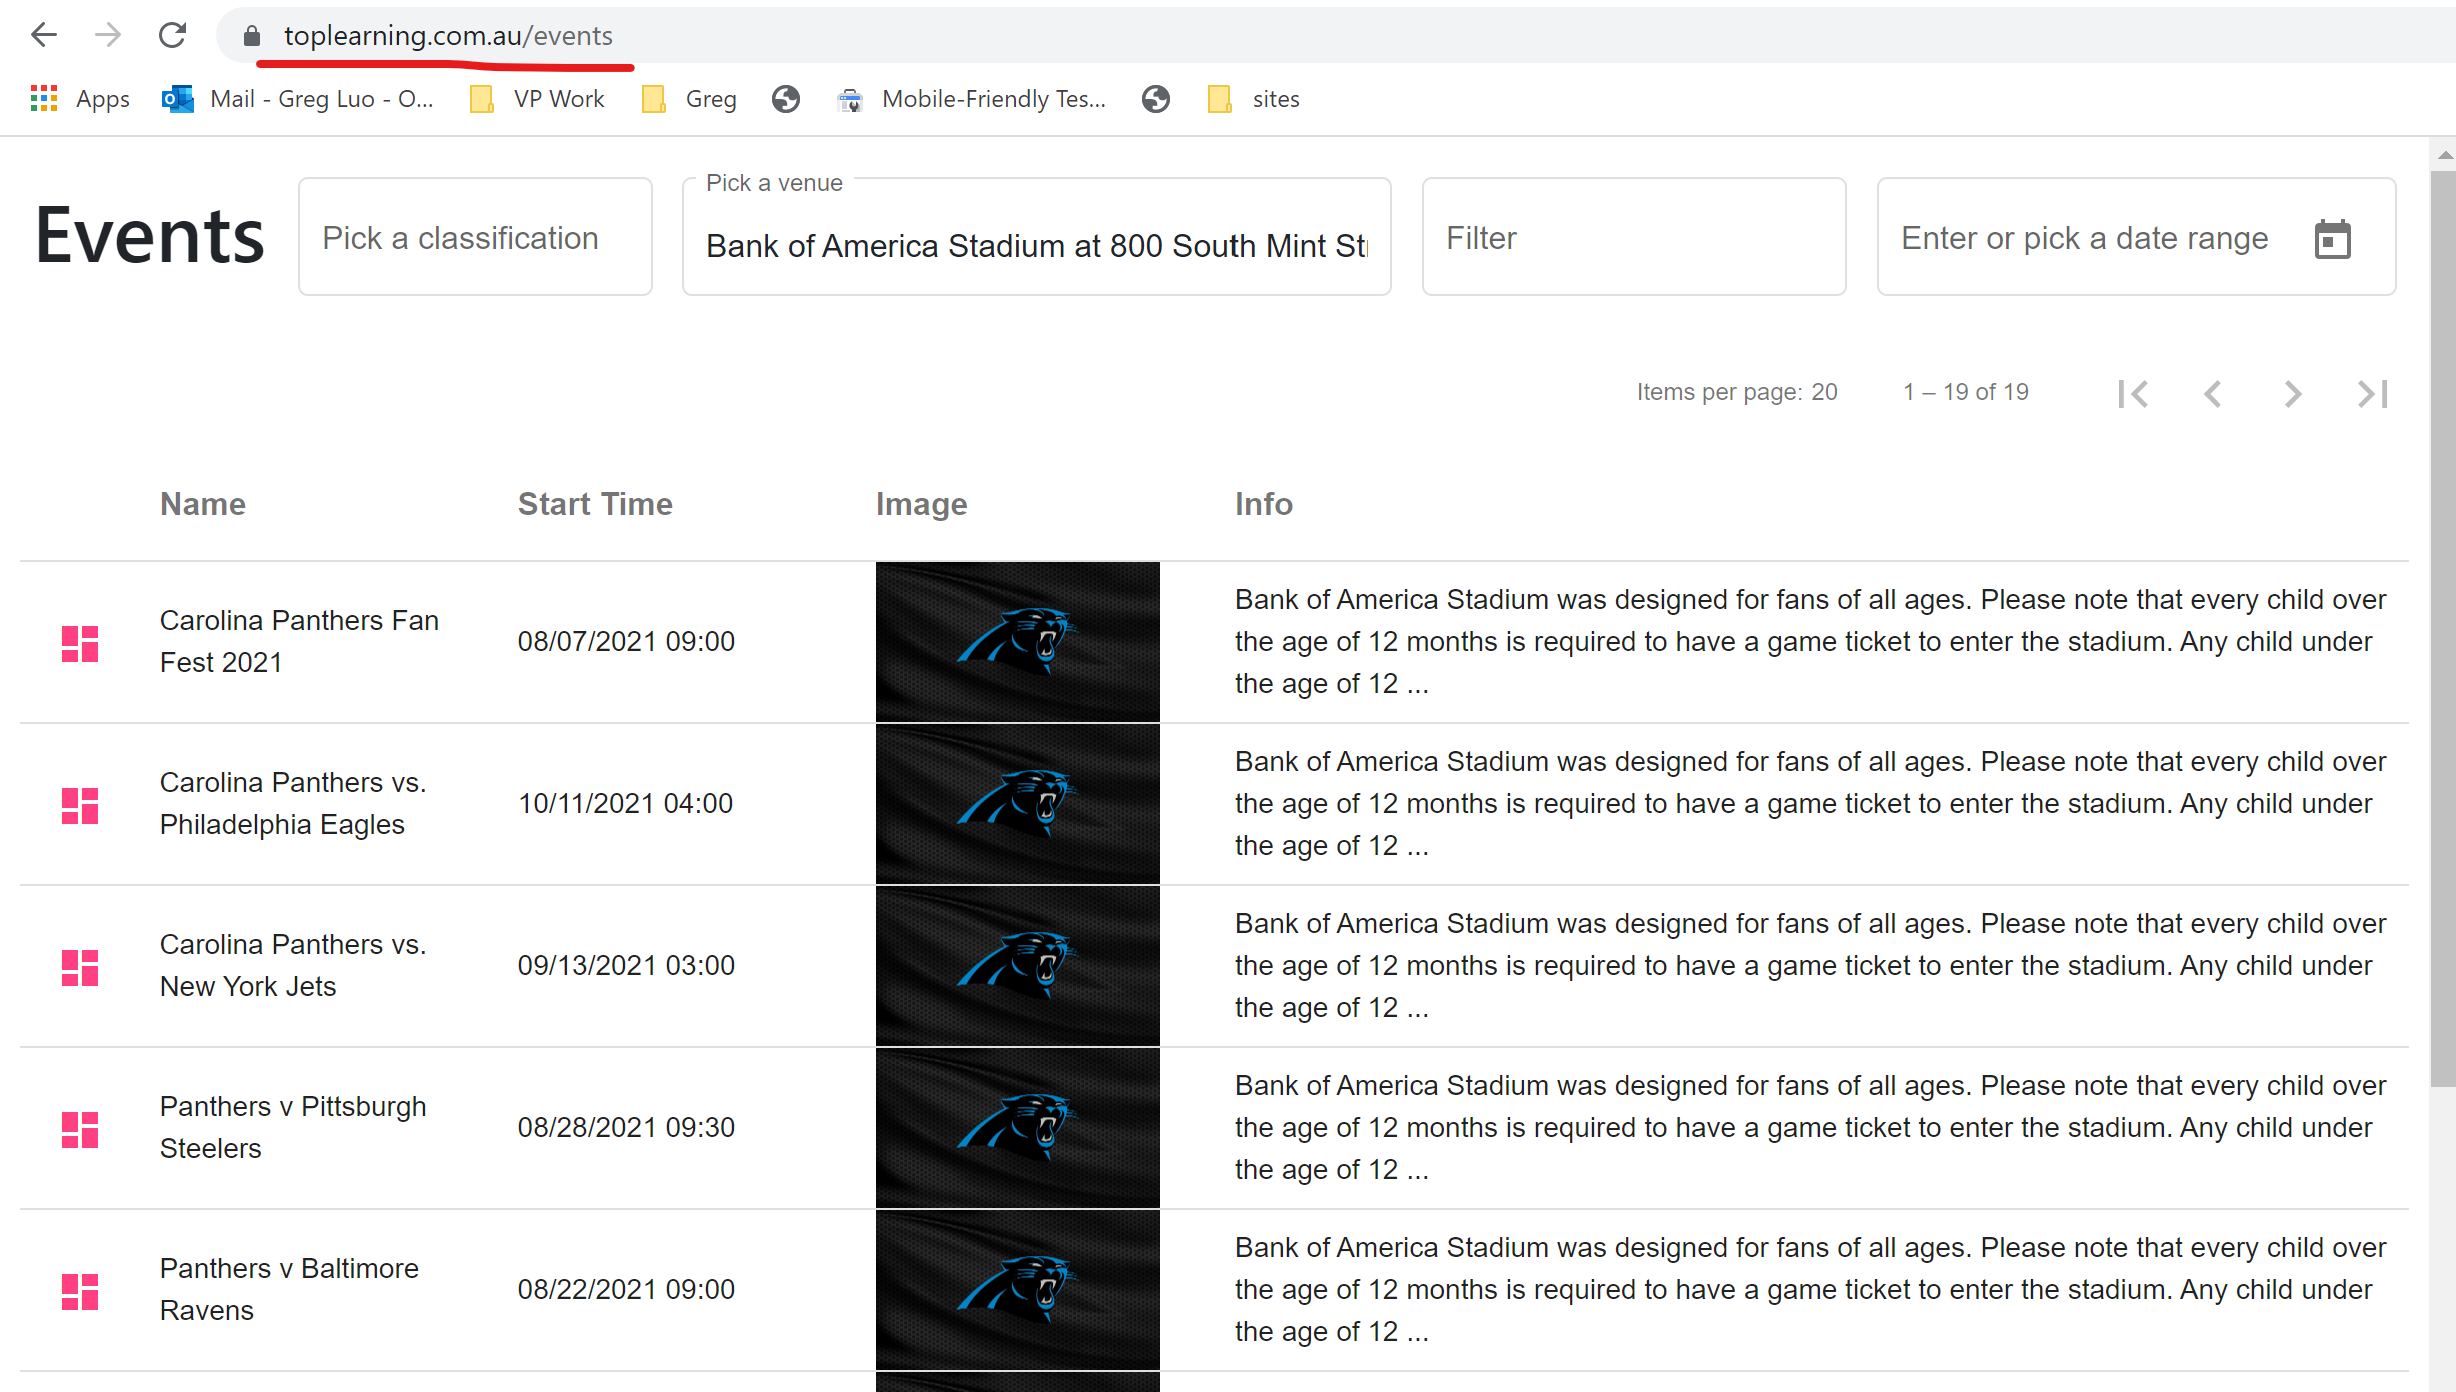 toplearning.com.au/events
Apps
Mail - Greg Luo - O...
VP Work
Greg
Mobile-Friendly Tes...
sites
Events
Pick a classification
Pick a venue
Bank of America Stadium at 800 South Mint St
Filter
Enter or pick a date range
Items per page: 20
1 – 19 of 19
Name
Start Time
Image
Info
Carolina Panthers Fan
Fest 2021
08/07/2021 09:00
Bank of America Stadium was designed for fans of all ages. Please note that every child over
the age of 12 months is required to have a game ticket to enter the stadium. Any child under
the age of 12 ...
Carolina Panthers vs.
Philadelphia Eagles
10/11/2021 04:00
Bank of America Stadium was designed for fans of all ages. Please note that every child over
the age of 12 months is required to have a game ticket to enter the stadium. Any child under
the age of 12 ...
Carolina Panthers vs.
New York Jets
09/13/2021 03:00
Bank of America Stadium was designed for fans of all ages. Please note that every child over
the age of 12 months is required to have a game ticket to enter the stadium. Any child under
the age of 12 ...
Panthers v Pittsburgh
Steelers
08/28/2021 09:30
Bank of America Stadium was designed for fans of all ages. Please note that every child over
the age of 12 months is required to have a game ticket to enter the stadium. Any child under
the age of 12 ...
Panthers v Baltimore
Ravens
08/22/2021 09:00
Bank of America Stadium was designed for fans of all ages. Please note that every child over
the age of 12 months is required to have a game ticket to enter the stadium. Any child under
the age of 12 ...